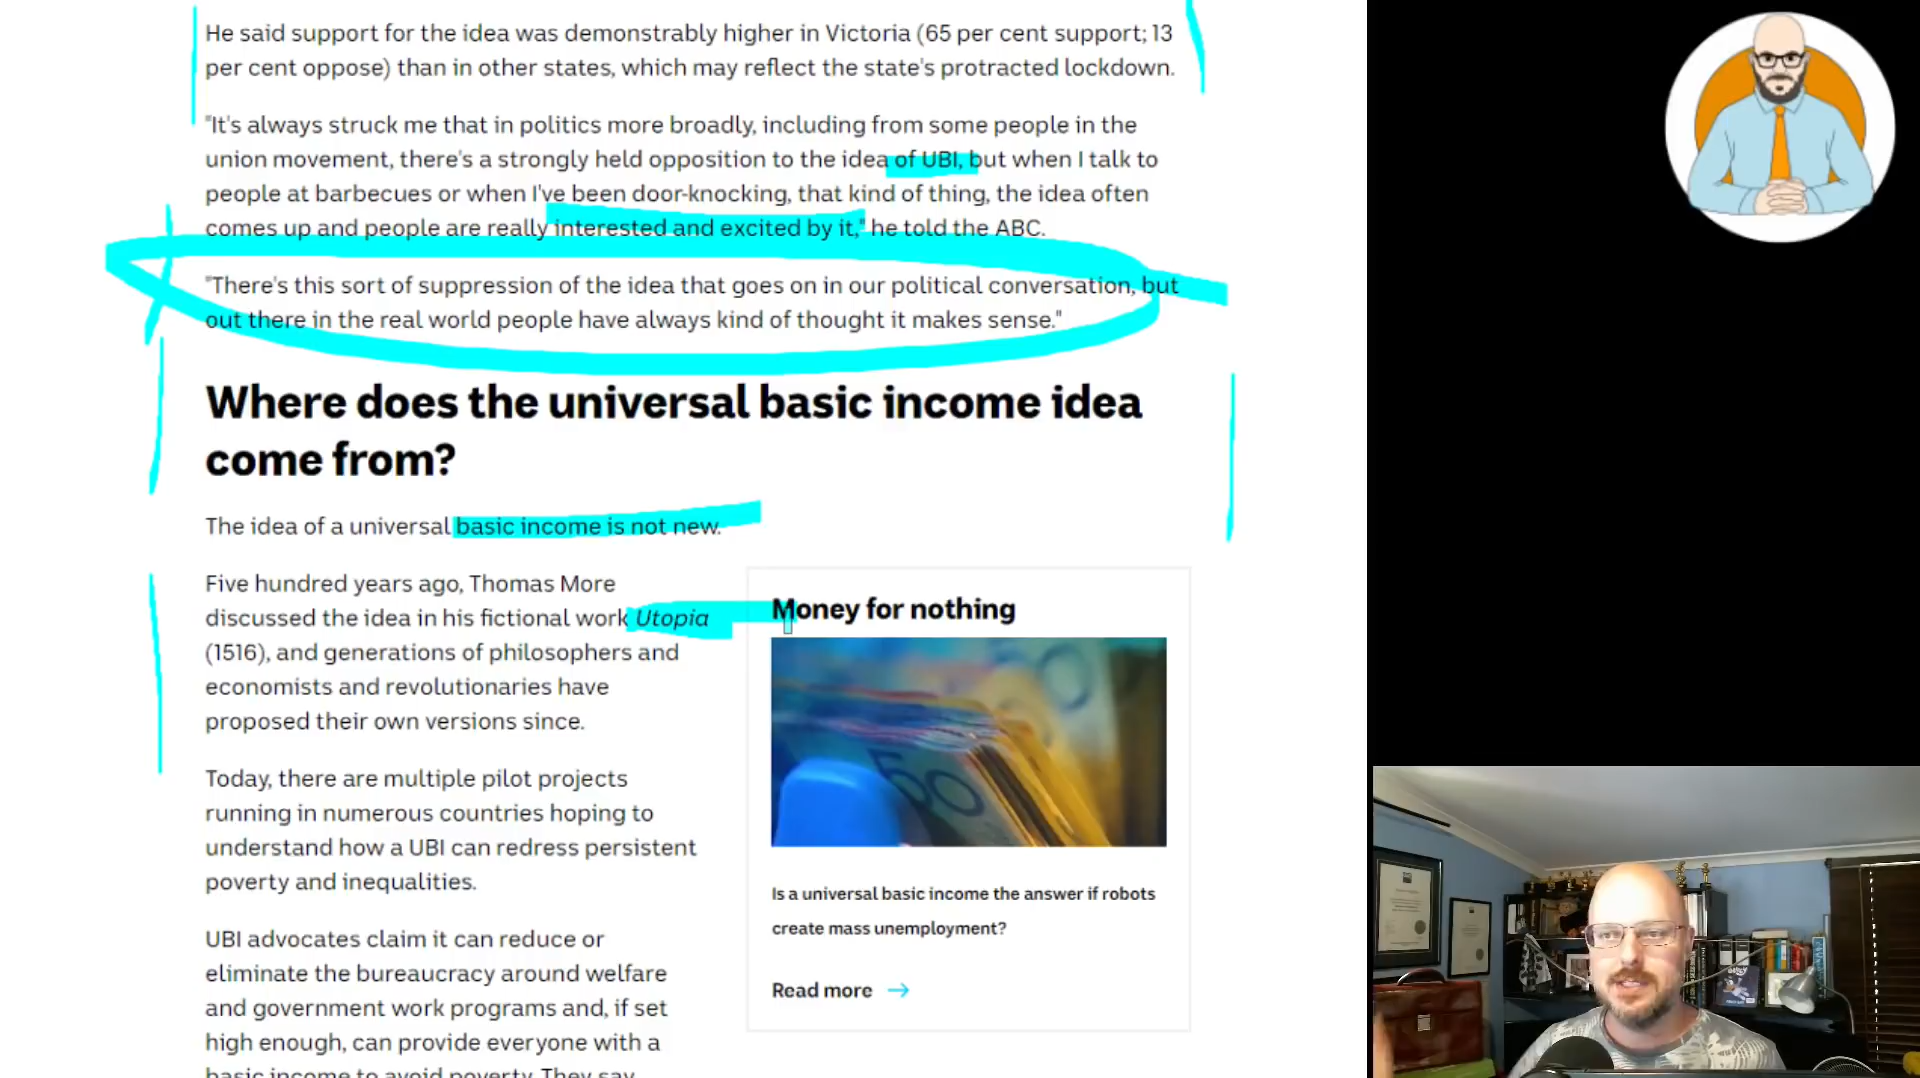 He said support for the idea was demonstrably higher in Victoria (65 per cent support; 13
per cent oppose) than in other states, which may reflect the state's protracted lockdown.
"It's always struck me that in politics more broadly, including from some people in the
union movement, there's a strongly held opposition to the idea of UBI, but when I talk to
people at barbecues or when I've been door-knocking, that kind of thing, the idea often
comes up and people are really interested and excited by it," he told the ABC.
"There's this sort of suppression of the idea that goes on in our political conversation, but
out there in the real world people have always kind of thought it makes sense."
Where does the universal basic income idea
come from?
The idea of a universal basic income is not new.
Five hundred years ago, Thomas More
discussed the idea in his fictional work Utopia
(1516), and generations of philosophers and
economists and revolutionaries have
proposed their own versions since.
Today, there are multiple pilot projects
running in numerous countries hoping to
understand how a UBI can redress persistent
poverty and inequalities.
UBI advocates claim it can reduce or
eliminate the bureaucracy around welfare
and government work programs and, if set
high enough, can provide everyone with a
basic income to avoid poverty. They say
Money for nothing
50
Is a universal basic income the answer if robots
create mass unemployment?
Read more →